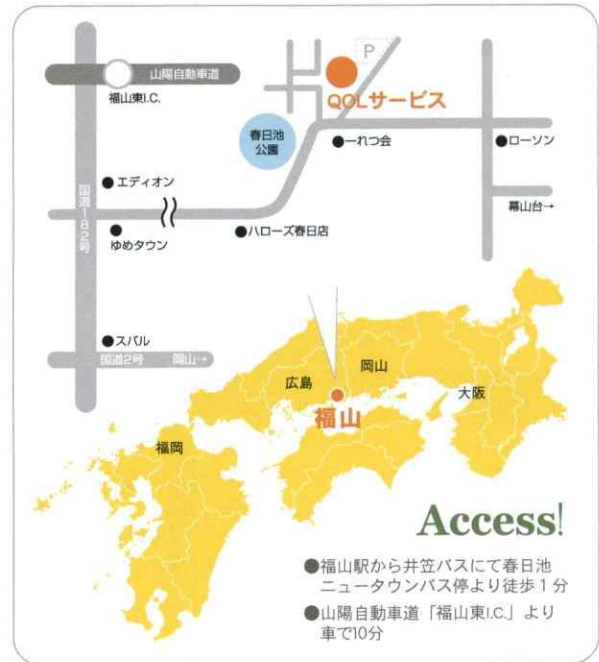 P
山陽自動車道
福山東I.C.
QOLサービス
春日池
公園
一れつ会
ローソン
エディオン
国道182号
幕山台→
ゆめタウン
ハローズ春日店
スバル
国道2号 岡山→
岡山
広島
大阪
福山
福岡
Access!
●福山駅から井笠バスにて春日池
ニュータウンバス停より徒歩1分
●山陽自動車道「福山東I.C.」より
車で10分